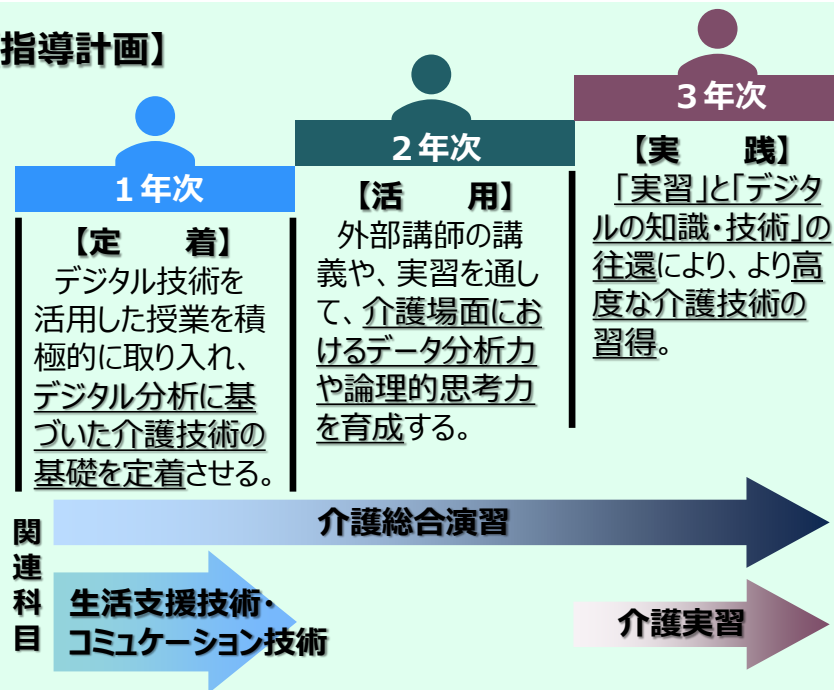 指導計画】
1年次
【定　着】
デジタル技術を
活用した授業を積
極的に取り入れ、
デジタル分析に基
づいた介護技術の
基礎を定着させる。
2年次
【活　用】
外部講師の講
義や、実習を通し
て、介護場面にお
けるデータ分析力
や論理的思考力
を育成する。
3年次
【実　践】
「実習」と「デジタ
ルの知識・技術」の
往還により、より高
度な介護技術の
習得。
関連科目
介護総合演習
生活支援技術・
コミュケーション技術
介護実習